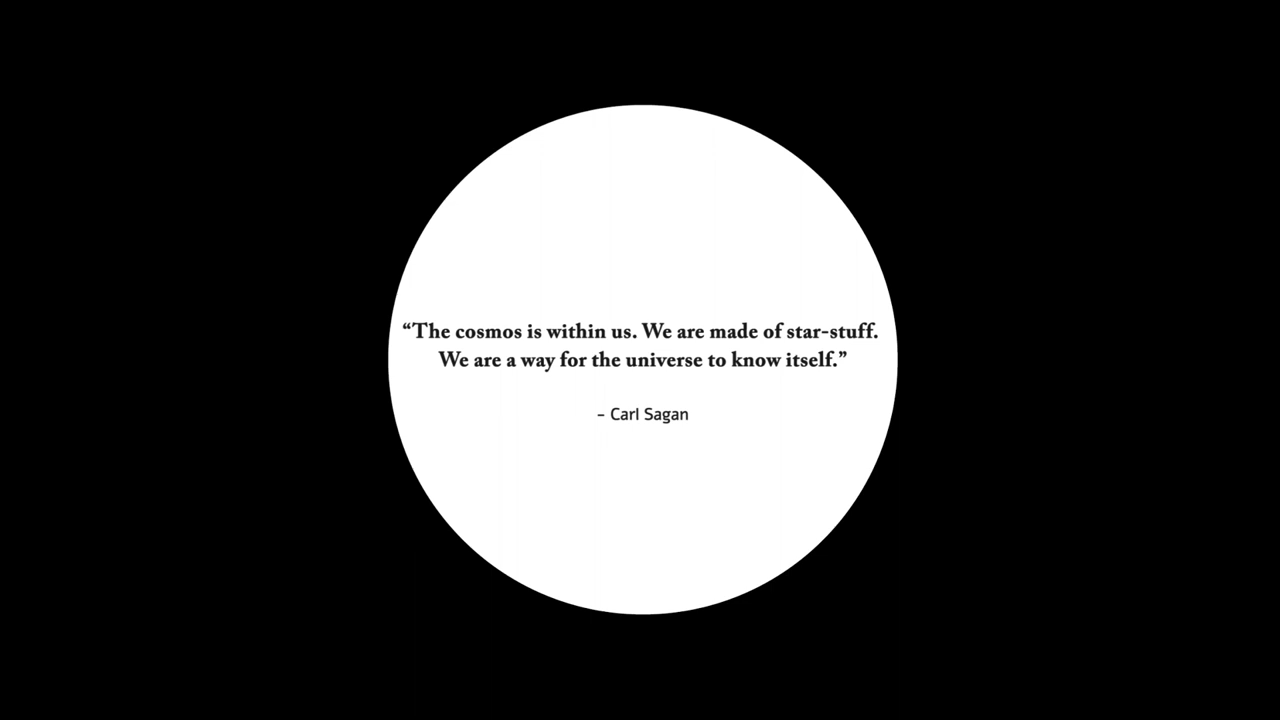 “The cosmos is within us. We are made of star-stuff.
We are a way for the universe to know itself.”
– Carl Sagan